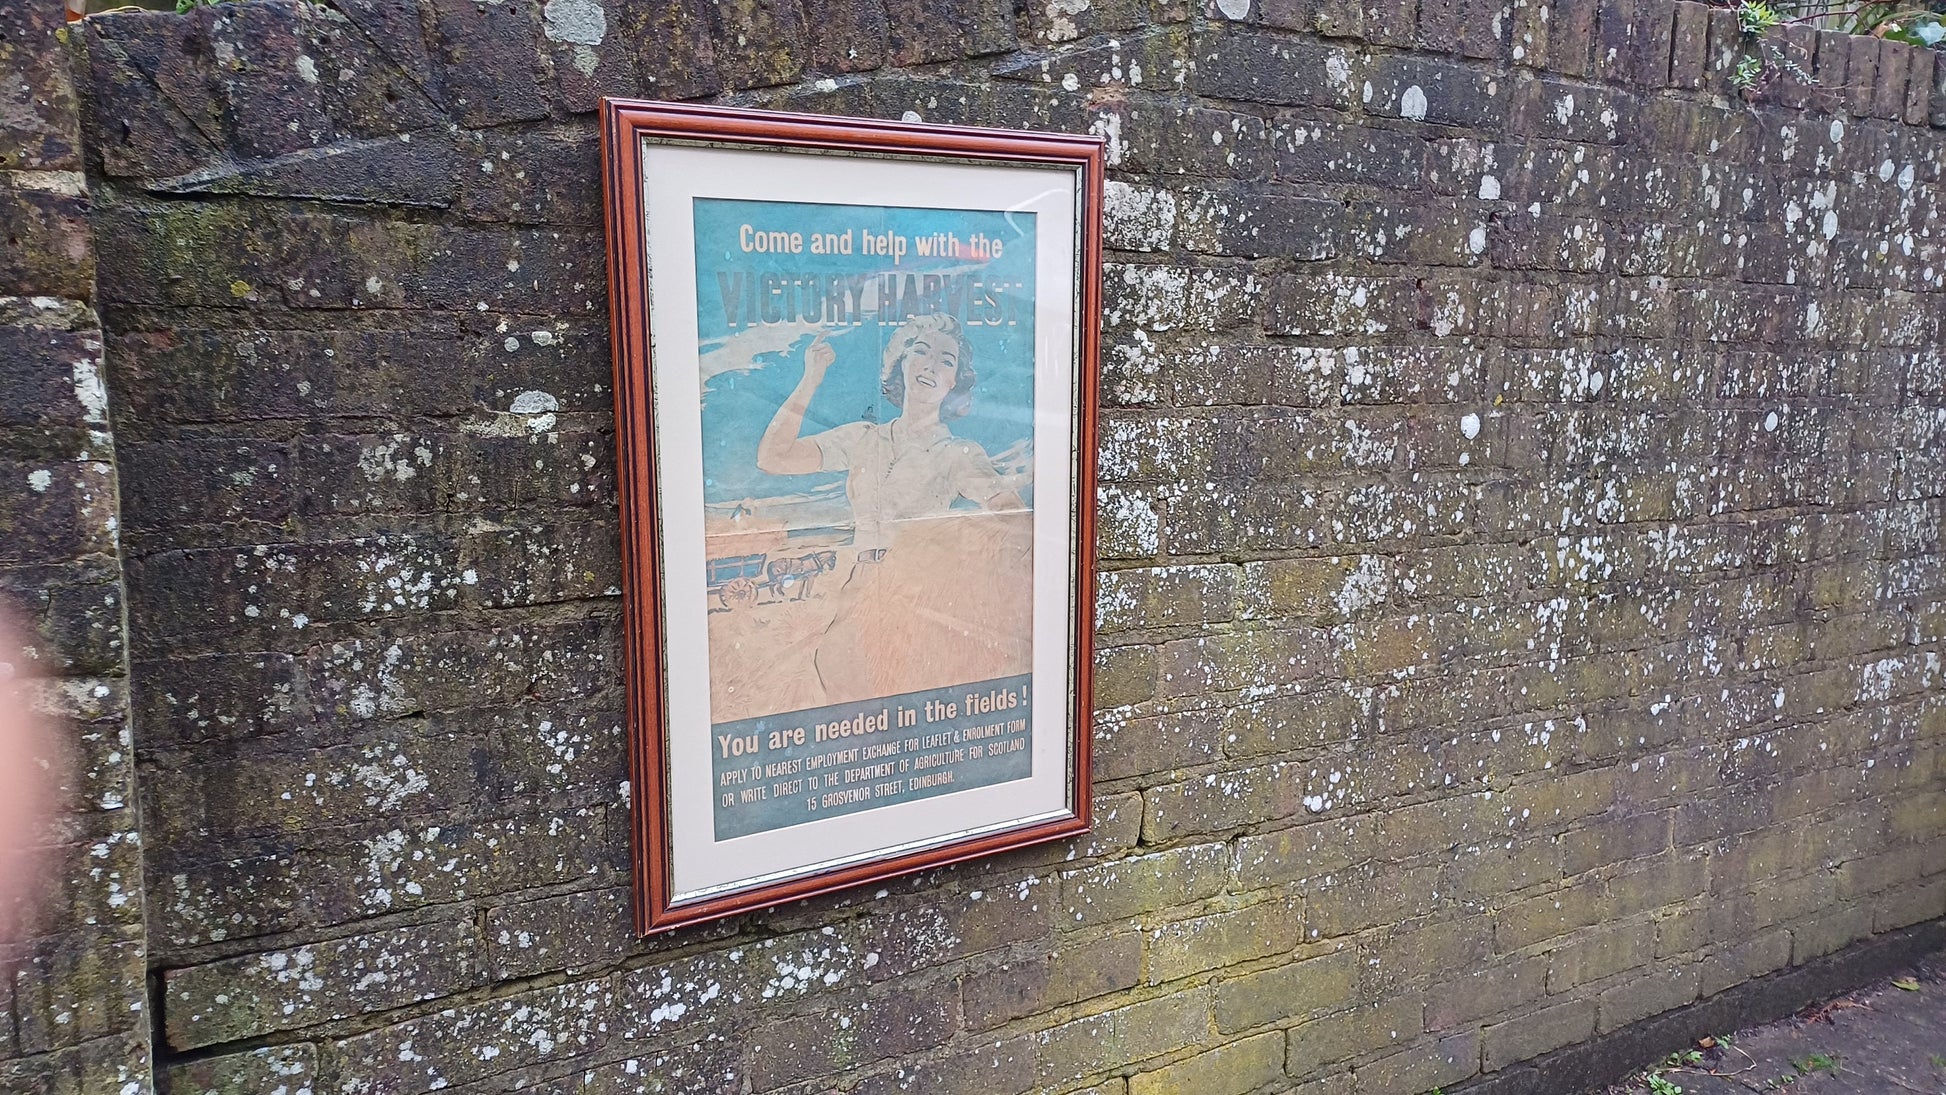 Come and help with the
VICTORY HARVEST
You are needed in the fields!
APPLY TO NEAREST EMPLOYMENT EXCHANGE FOR LEAFLET & ENROLMENT FORM
OR WRITE DIRECT TO THE DEPARTMENT OF AGRICULTURE FOR SCOTLAND
15 GROSVENOR STREET, EDINBURGH.